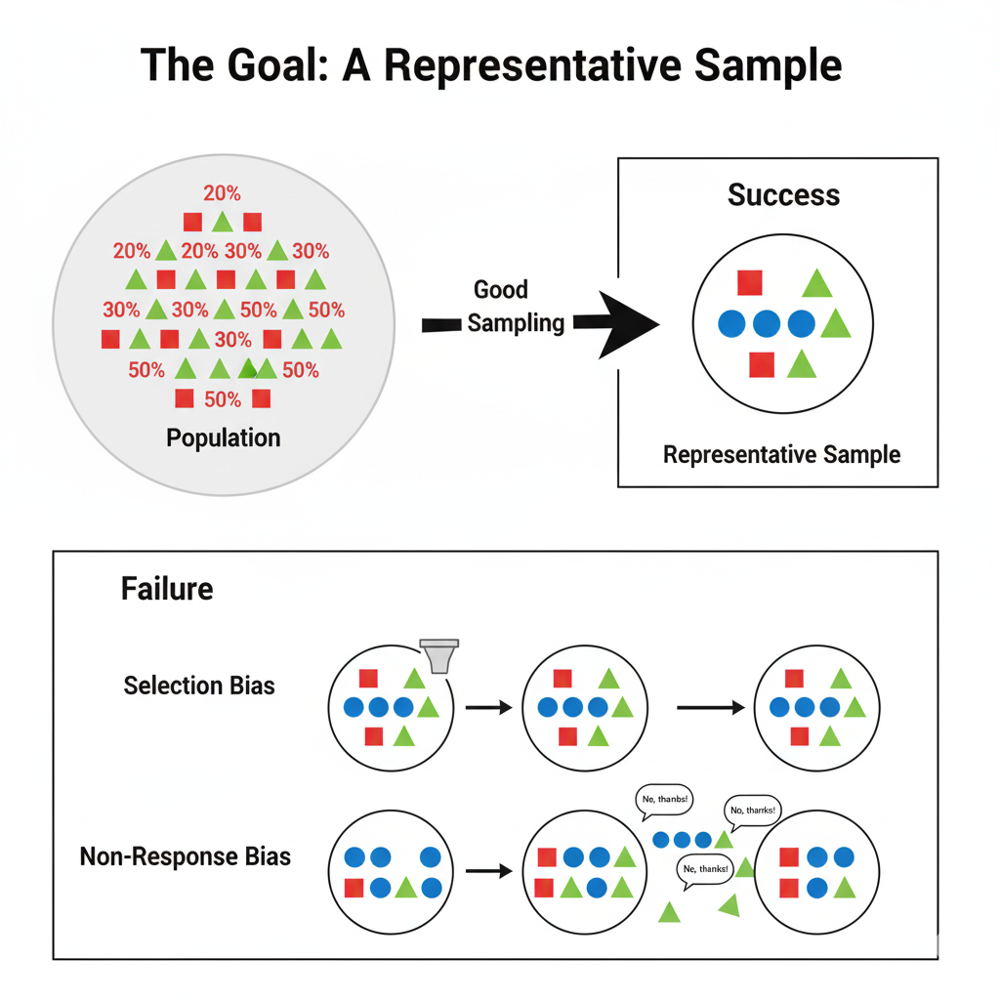 The Goal: A Representative Sample
20%
20% 20% 30% 30%
30% 30% 50% 50%
30%
50% 50%
50%
Population
Good
Sampling
Success
Representative Sample
Failure
Selection Bias
Non-Response Bias
Ne, thanbs!
No, tharrks!
Ne, thanks!